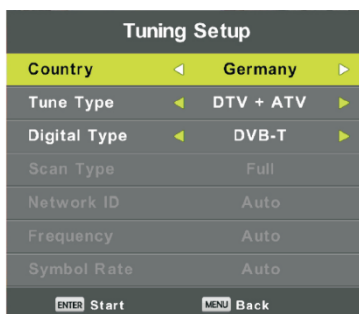 Tuning Setup
Country Germany
Tune Type DTV + ATV
Digital Type DVB-T
Scan Type Full
Network ID Auto
Frequency Auto
Symbol Rate Auto
ENTER Start MENU Back